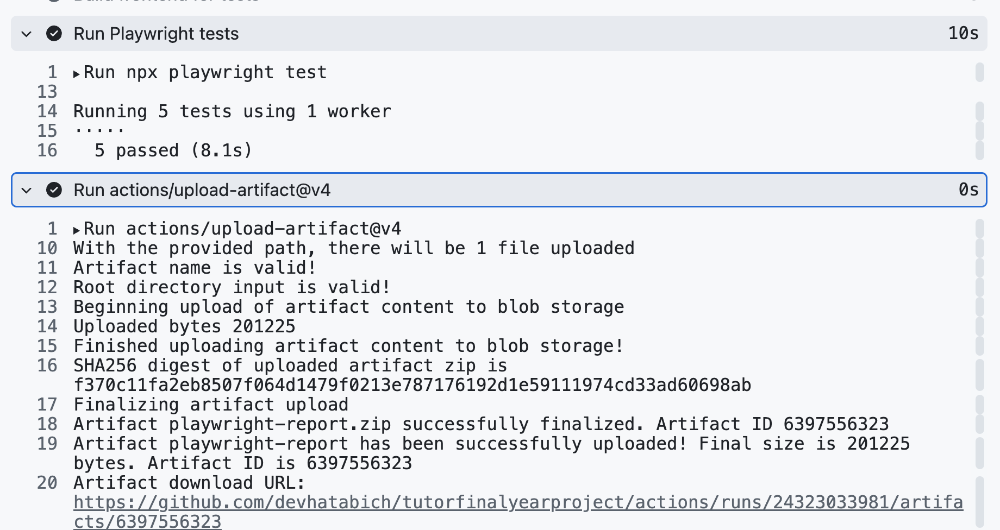 Build frontend for tests
Run Playwright tests 10s
1 ▸Run npx playwright test
13
14 Running 5 tests using 1 worker
15 ·····
16 5 passed (8.1s)
Run actions/upload-artifact@v4 0s
1 ▸Run actions/upload-artifact@v4
10 With the provided path, there will be 1 file uploaded
11 Artifact name is valid!
12 Root directory input is valid!
13 Beginning upload of artifact content to blob storage
14 Uploaded bytes 201225
15 Finished uploading artifact content to blob storage!
16 SHA256 digest of uploaded artifact zip is
f370c11fa2eb8507f064d1479f0213e787176192d1e59111974cd33ad60698ab
17 Finalizing artifact upload
18 Artifact playwright-report.zip successfully finalized. Artifact ID 6397556323
19 Artifact playwright-report has been successfully uploaded! Final size is 201225
bytes. Artifact ID is 6397556323
20 Artifact download URL:
https://github.com/devhatabich/tutorfinalyearproject/actions/runs/24323033981/artifa
cts/6397556323